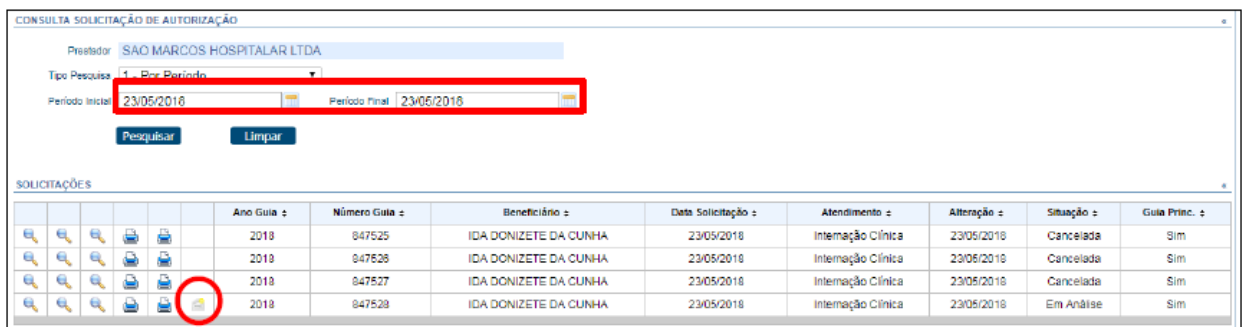 CONSULTA SOLICITAÇÃO DE AUTORIZAÇÃO
Prestador SAO MARCOS HOSPITALAR LTDA
Tipo Pesquisa 1 - Por Período
Período Inicial 23/05/2018 Período Final 23/05/2018
Pesquisar Limpar
SOLICITAÇÕES
Ano Guia Número Guia Beneficiário Data Solicitação Atendimento Alteração Situação Guia Princ.
2018 847525 IDA DONIZETE DA CUNHA 23/05/2018 Internação Clínica 23/05/2018 Cancelada Sim
2018 847526 IDA DONIZETE DA CUNHA 23/05/2018 Internação Clínica 23/05/2018 Cancelada Sim
2018 847527 IDA DONIZETE DA CUNHA 23/05/2018 Internação Clínica 23/05/2018 Cancelada Sim
2018 847528 IDA DONIZETE DA CUNHA 23/05/2018 Internação Clínica 23/05/2018 Em Análise Sim